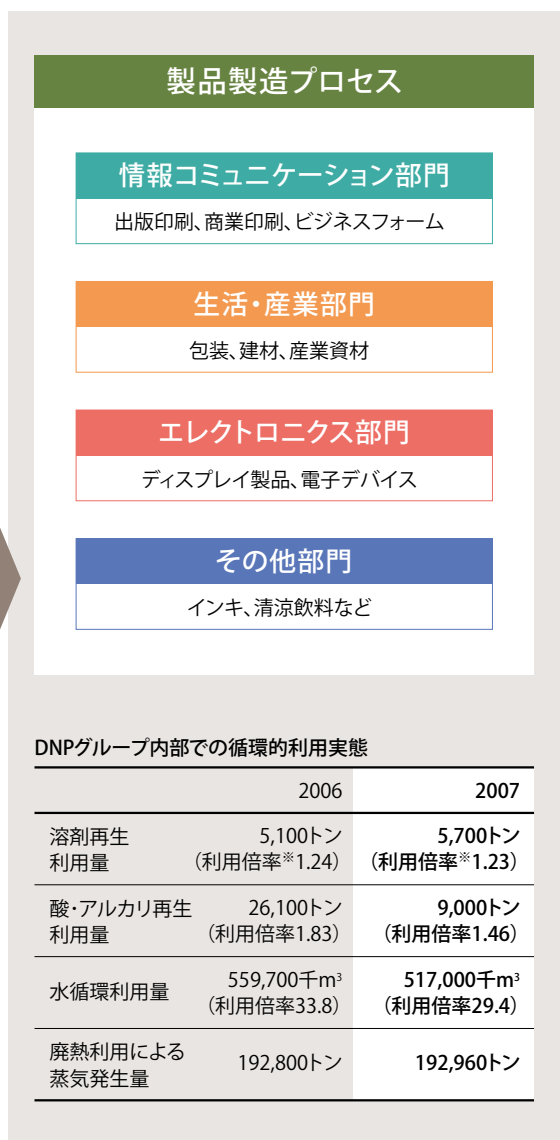 製品製造プロセス
情報コミュニケーション部門
出版印刷、商業印刷、ビジネスフォーム
生活・産業部門
包装、建材、産業資材
エレクトロニクス部門
ディスプレイ製品、電子デバイス
その他部門
インキ、清涼飲料など
DNPグループ内部での循環的利用実態
2006 2007
溶剤再生 5,100トン 5,700トン
利用量 （利用倍率※1.24） （利用倍率※1.23）
酸・アルカリ再生 26,100トン 9,000トン
利用量 （利用倍率1.83） （利用倍率1.46）
水循環利用量 559,700千m³ 517,000千m³
（利用倍率33.8） （利用倍率29.4）
廃熱利用による
蒸気発生量 192,800トン 192,960トン